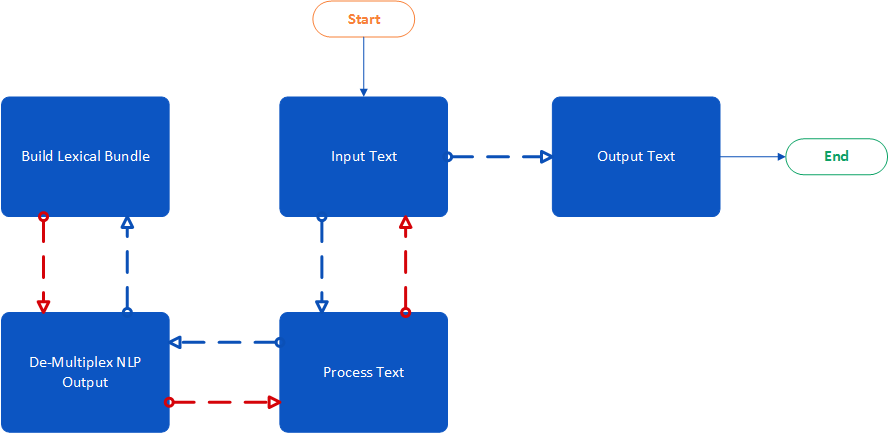 Start
Build Lexical Bundle
Input Text
Output Text
End
De-Multiplex NLP
Output
Process Text